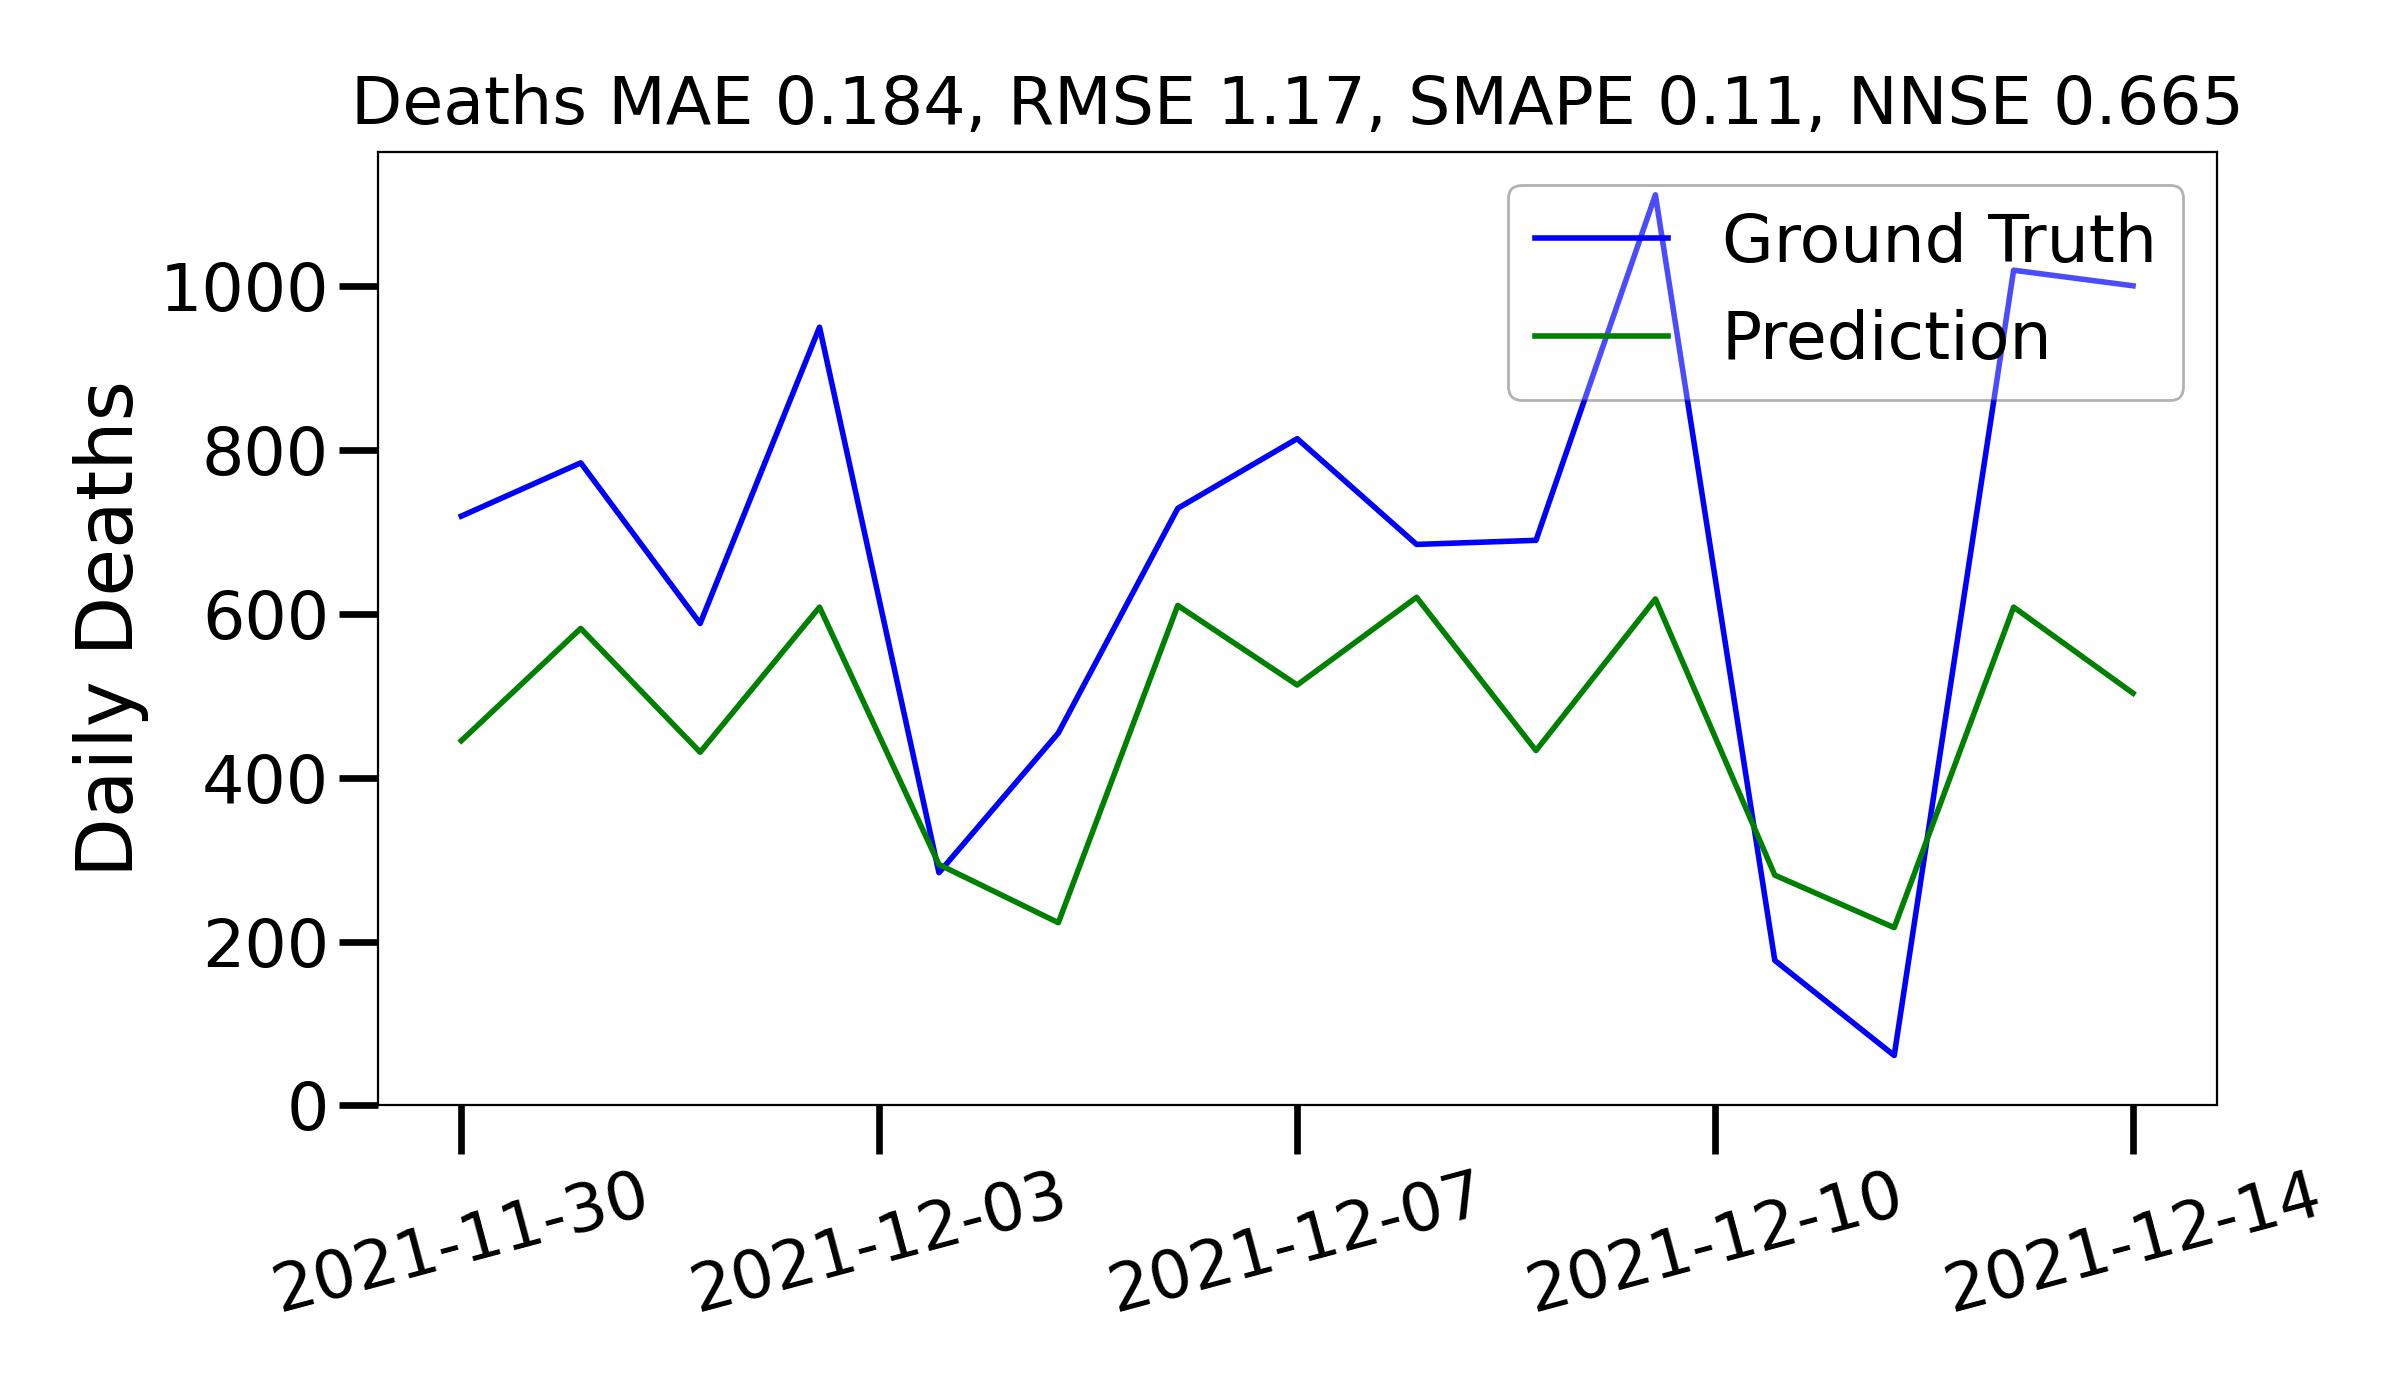 Deaths MAE 0.184, RMSE 1.17, SMAPE 0.11, NNSE 0.665
Ground Truth
Prediction
Daily Deaths
1000
800
600
400
200
0
2021-11-30
2021-12-03
2021-12-07
2021-12-10
2021-12-14